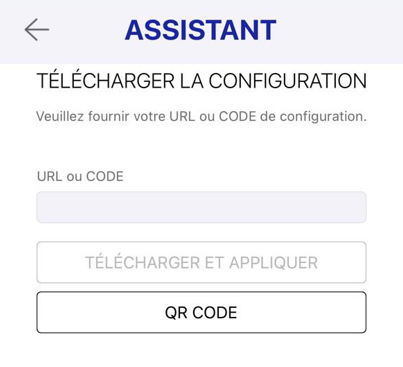 ASSISTANT
TÉLÉCHARGER LA CONFIGURATION
Veuillez fournir votre URL ou CODE de configuration.
URL ou CODE
TÉLÉCHARGER ET APPLIQUER
QR CODE